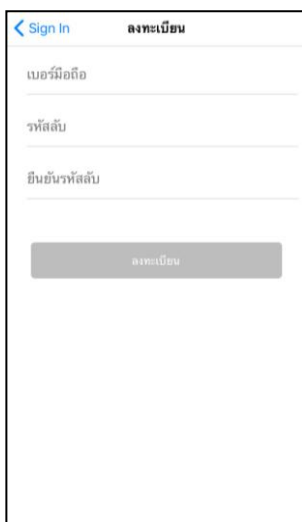 Sign In ลงทะเบียน
เบอร์มือถือ
รหัสลับ
ยืนยันรหัสลับ
ลงทะเบียน